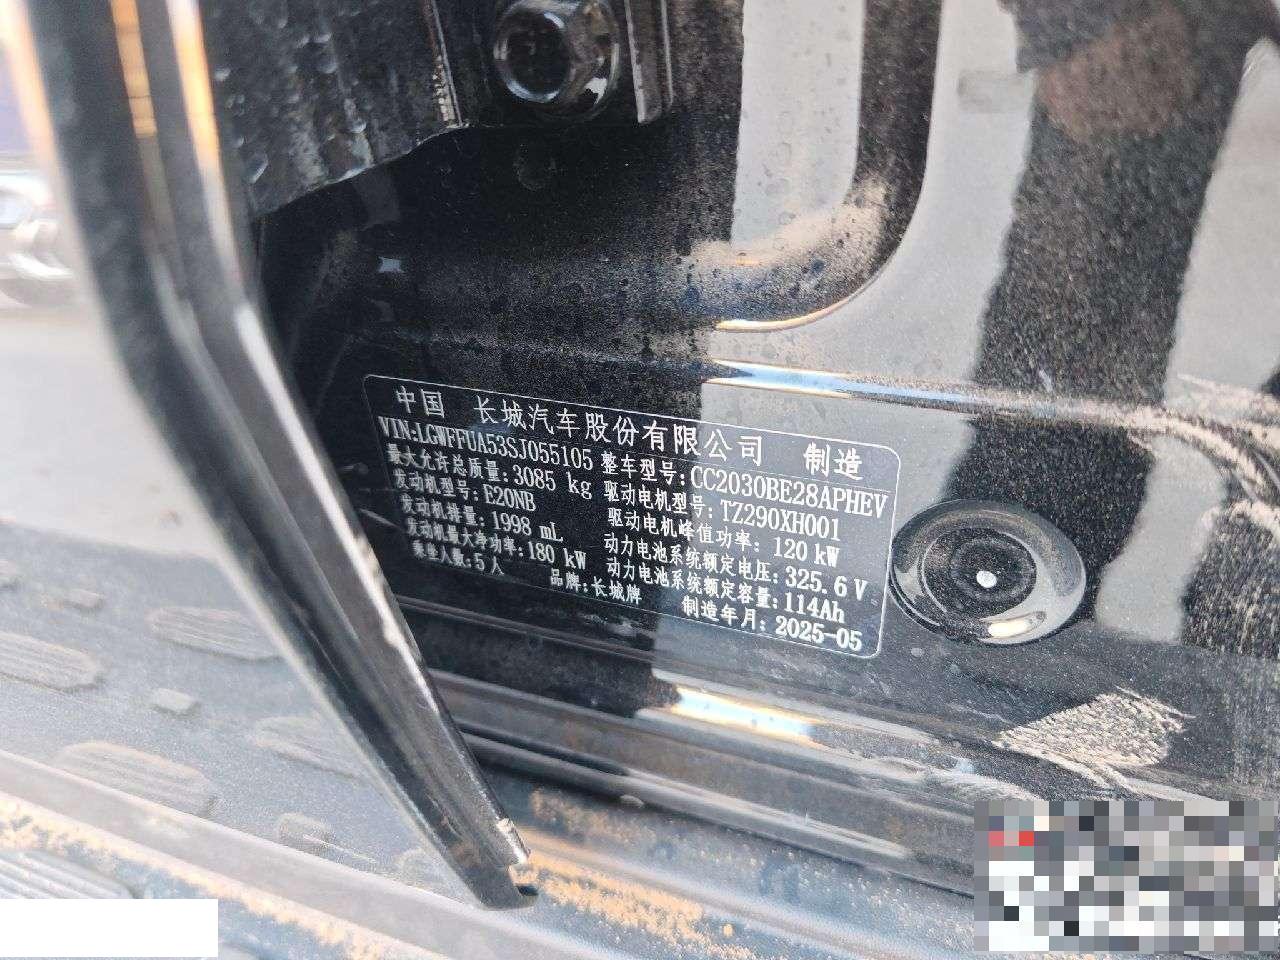 中国 长城汽车股份有限公司 制造
VIN:LGWFFUA53SJ055105 整车型号:CC2030BE28APHEV
最大允许总质量:3085 kg 驱动电机型号:TZ290XH001
发动机型号:E20NB 驱动电机峰值功率:120 kW
发动机排量:1998 mL 动力电池系统额定电压:325.6 V
发动机最大净功率:180 kW 动力电池系统额定容量:114Ah
乘坐人数:5人 品牌:长城牌 制造年月:2025-05